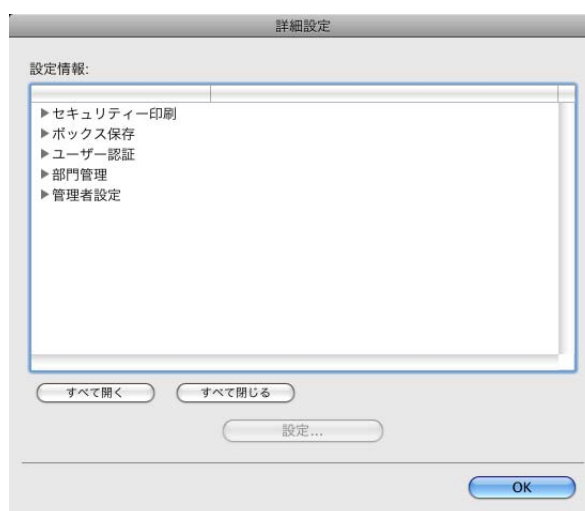 詳細設定
設定情報:
セキュリティー印刷
ボックス保存
ユーザー認証
部門管理
管理者設定
すべて開く すべて閉じる
設定...
OK